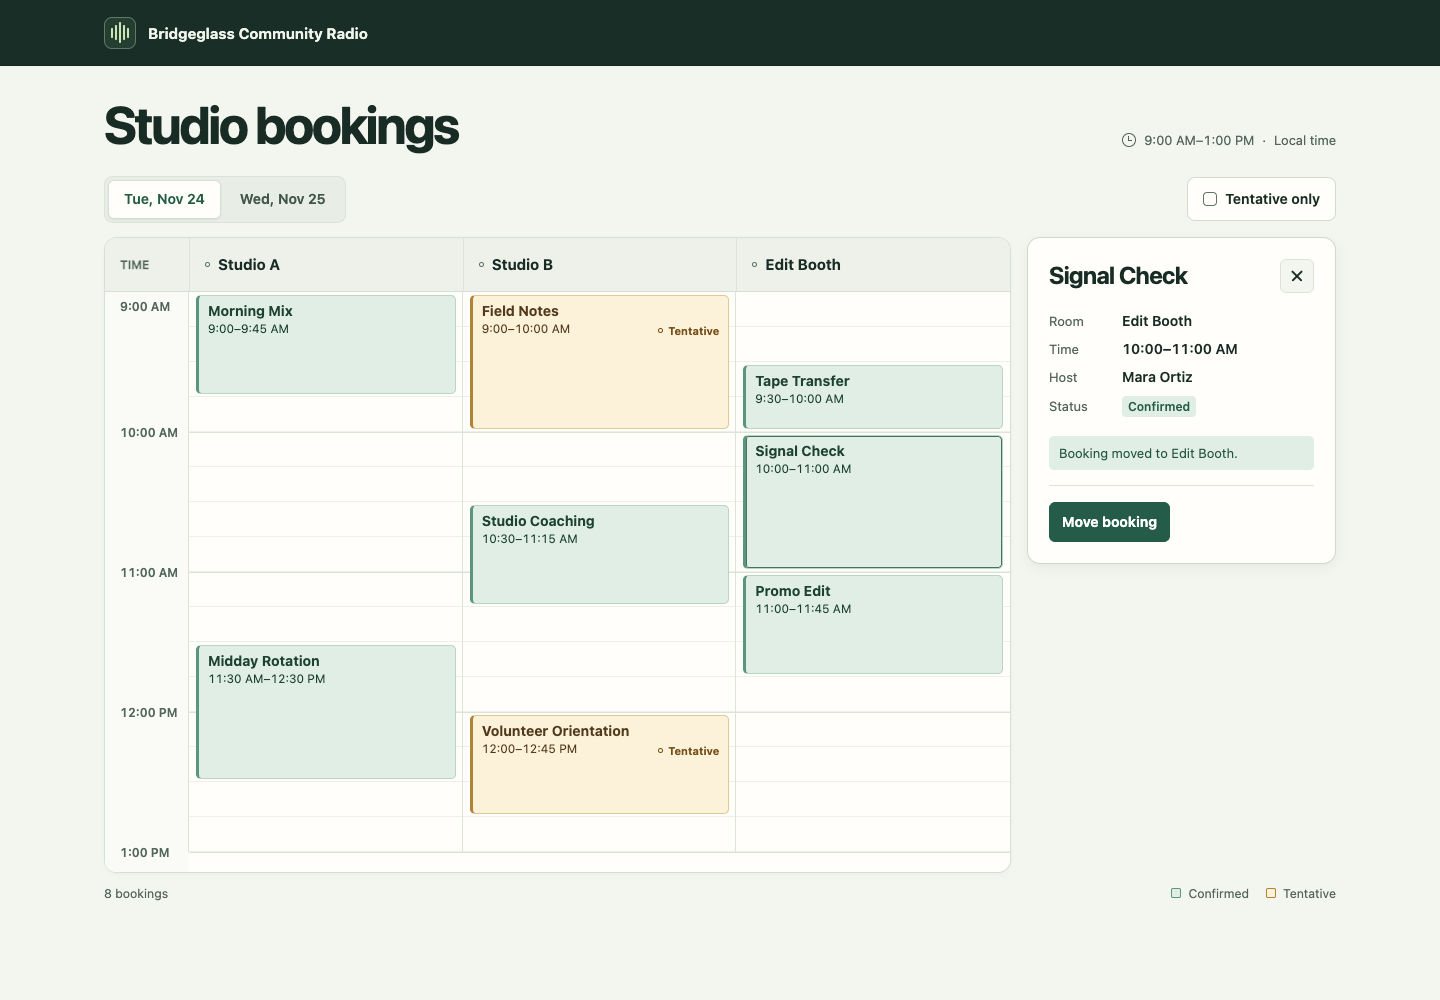 Bridgeglass Community Radio
Studio bookings
9:00 AM–1:00 PM · Local time
Tue, Nov 24
Wed, Nov 25
Tentative only
TIME
Studio A
Studio B
Edit Booth
9:00 AM
10:00 AM
11:00 AM
12:00 PM
1:00 PM
Morning Mix
9:00–9:45 AM
Midday Rotation
11:30 AM–12:30 PM
Field Notes
9:00–10:00 AM
Tentative
Studio Coaching
10:30–11:15 AM
Volunteer Orientation
12:00–12:45 PM
Tentative
Tape Transfer
9:30–10:00 AM
Signal Check
10:00–11:00 AM
Promo Edit
11:00–11:45 AM
Signal Check
Room Edit Booth
Time 10:00–11:00 AM
Host Mara Ortiz
Status Confirmed
Booking moved to Edit Booth.
Move booking
8 bookings
Confirmed
Tentative